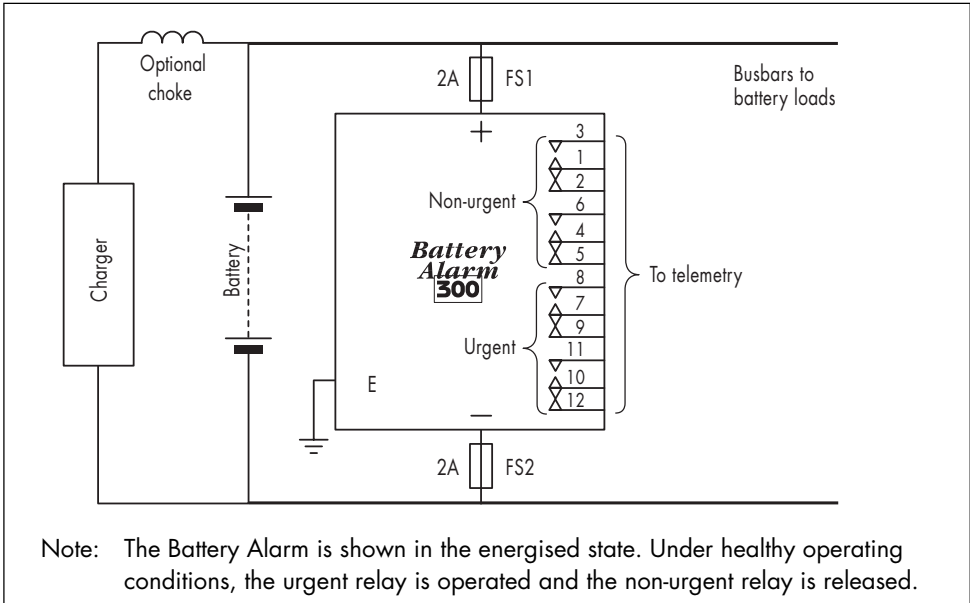 Optional
choke
2A
FS1
Busbars to
battery loads
+
3
1
2
Non-urgent
6
4
5
Battery
Alarm
300
Charger
Battery
8
7
9
To telemetry
Urgent
11
10
12
E
—
2A
FS2
Note: The Battery Alarm is shown in the energised state. Under healthy operating
conditions, the urgent relay is operated and the non-urgent relay is released.